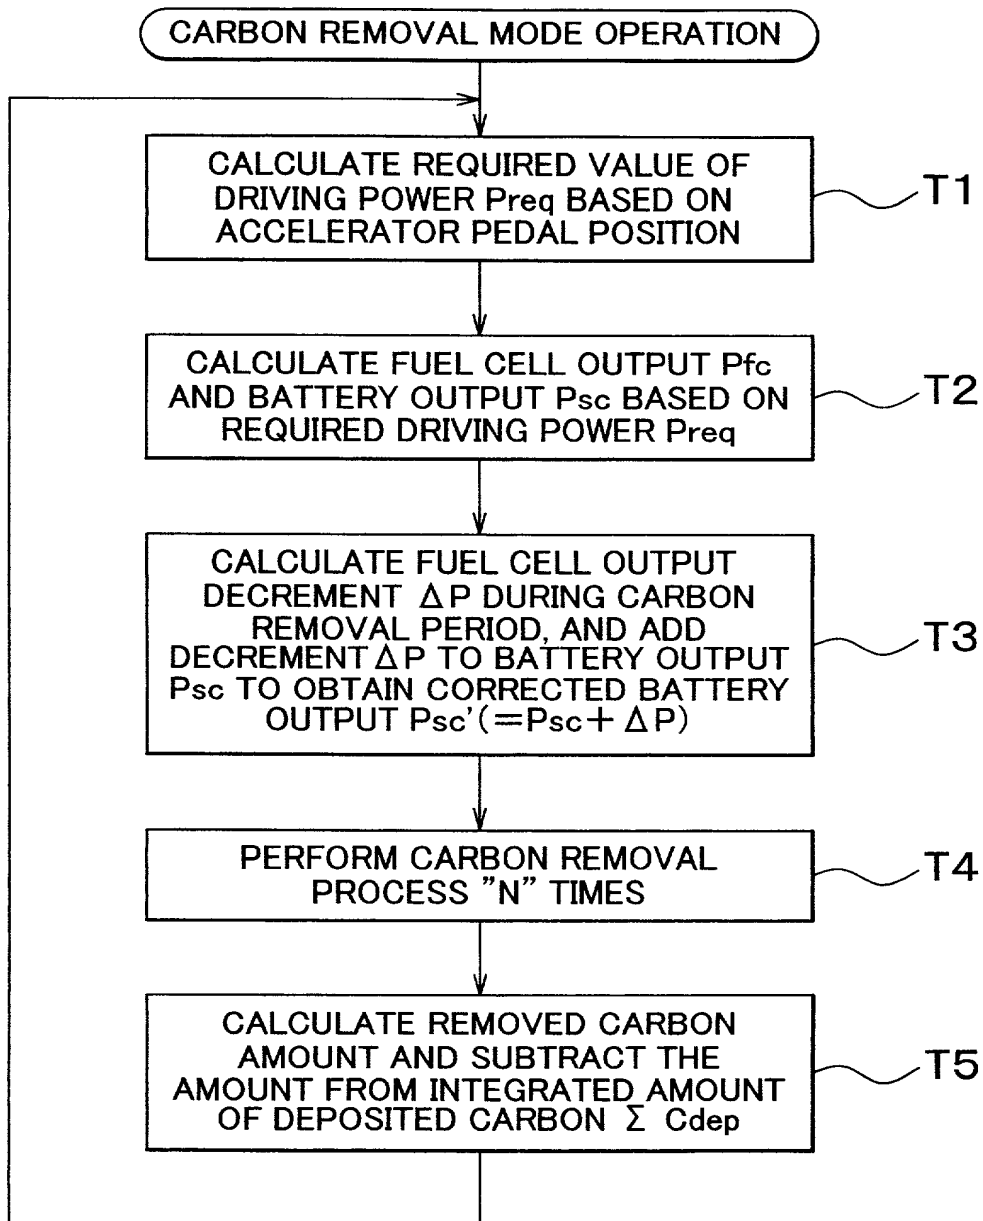 CARBON REMOVAL MODE OPERATION
CALCULATE REQUIRED VALUE OF
DRIVING POWER Preq BASED ON
ACCELERATOR PEDAL POSITION
T1
CALCULATE FUEL CELL OUTPUT Pfc
AND BATTERY OUTPUT Psc BASED ON
REQUIRED DRIVING POWER Preq
T2
CALCULATE FUEL CELL OUTPUT
DECREMENT ΔP DURING CARBON
REMOVAL PERIOD, AND ADD
DECREMENT ΔP TO BATTERY OUTPUT
Psc TO OBTAIN CORRECTED BATTERY
OUTPUT Psc'(=Psc+ΔP)
T3
PERFORM CARBON REMOVAL
PROCESS "N" TIMES
T4
CALCULATE REMOVED CARBON
AMOUNT AND SUBTRACT THE
AMOUNT FROM INTEGRATED AMOUNT
OF DEPOSITED CARBON Σ Cdep
T5